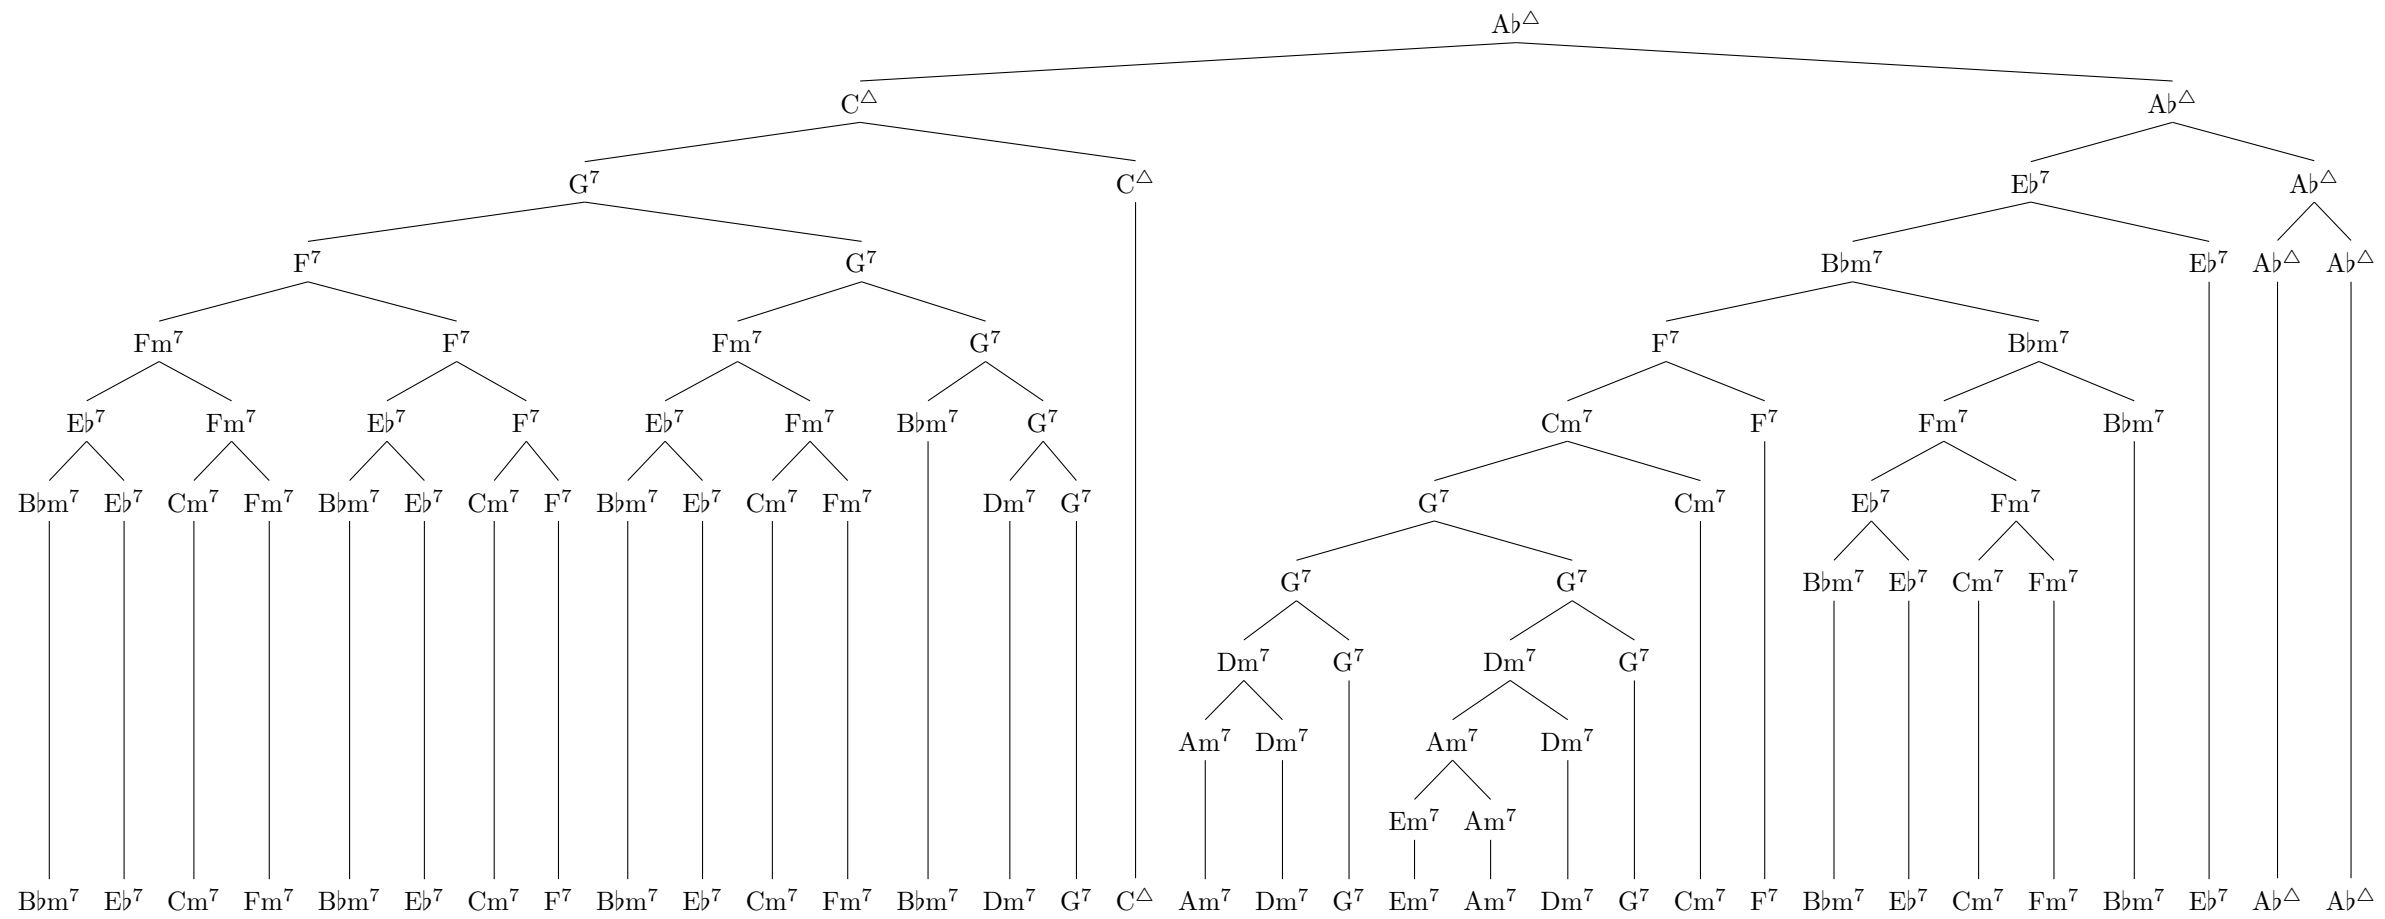 A♭△
C△ A♭△
G⁷ C△ E♭⁷ A♭△
F⁷ G⁷ B♭m⁷ E♭⁷ A♭△ A♭△
Fm⁷ F⁷ Fm⁷ G⁷ F⁷ B♭m⁷
E♭⁷ Fm⁷ E♭⁷ F⁷ E♭⁷ Fm⁷ B♭m⁷ G⁷ Cm⁷ F⁷ Fm⁷ B♭m⁷
B♭m⁷ E♭⁷ Cm⁷ Fm⁷ B♭m⁷ E♭⁷ Cm⁷ F⁷ B♭m⁷ E♭⁷ Cm⁷ Fm⁷ Dm⁷ G⁷ G⁷ Cm⁷ E♭⁷ Fm⁷
G⁷ G⁷ B♭m⁷ E♭⁷ Cm⁷ Fm⁷
Dm⁷ G⁷ Dm⁷ G⁷
Am⁷ Dm⁷ Am⁷ Dm⁷
Em⁷ Am⁷
B♭m⁷ E♭⁷ Cm⁷ Fm⁷ B♭m⁷ E♭⁷ Cm⁷ F⁷ B♭m⁷ E♭⁷ Cm⁷ Fm⁷ B♭m⁷ Dm⁷ G⁷ C△ Am⁷ Dm⁷ G⁷ Em⁷ Am⁷ Dm⁷ G⁷ Cm⁷ F⁷ B♭m⁷ E♭⁷ Cm⁷ Fm⁷ B♭m⁷ E♭⁷ A♭△ A♭△